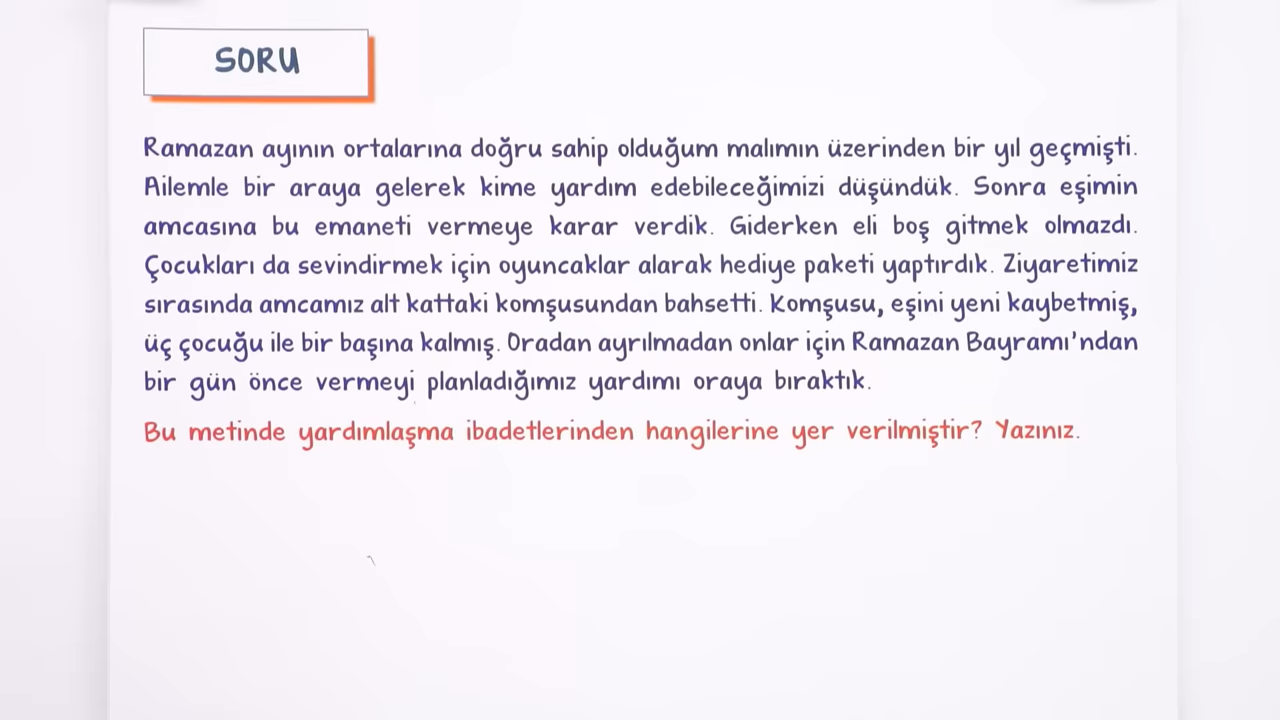 SORU
Ramazan ayının ortalarına doğru sahip olduğum malımın üzerinden bir yıl geçmişti.
Ailemle bir araya gelerek kime yardım edebileceğimizi düşündük. Sonra eşimin
amcasına bu emaneti vermeye karar verdik. Giderken eli boş gitmek olmazdı.
Çocukları da sevindirmek için oyuncaklar alarak hediye paketi yaptırdık. Ziyaretimiz
sırasında amcamız alt kattaki komşusundan bahsetti. Komşusu, eşini yeni kaybetmiş,
üç çocuğu ile bir başına kalmış. Oradan ayrılmadan onlar için Ramazan Bayramı'ndan
bir gün önce vermeyi planladığımız yardımı oraya bıraktık.
Bu metinde yardımlaşma ibadetlerinden hangilerine yer verilmiştir? Yazınız.